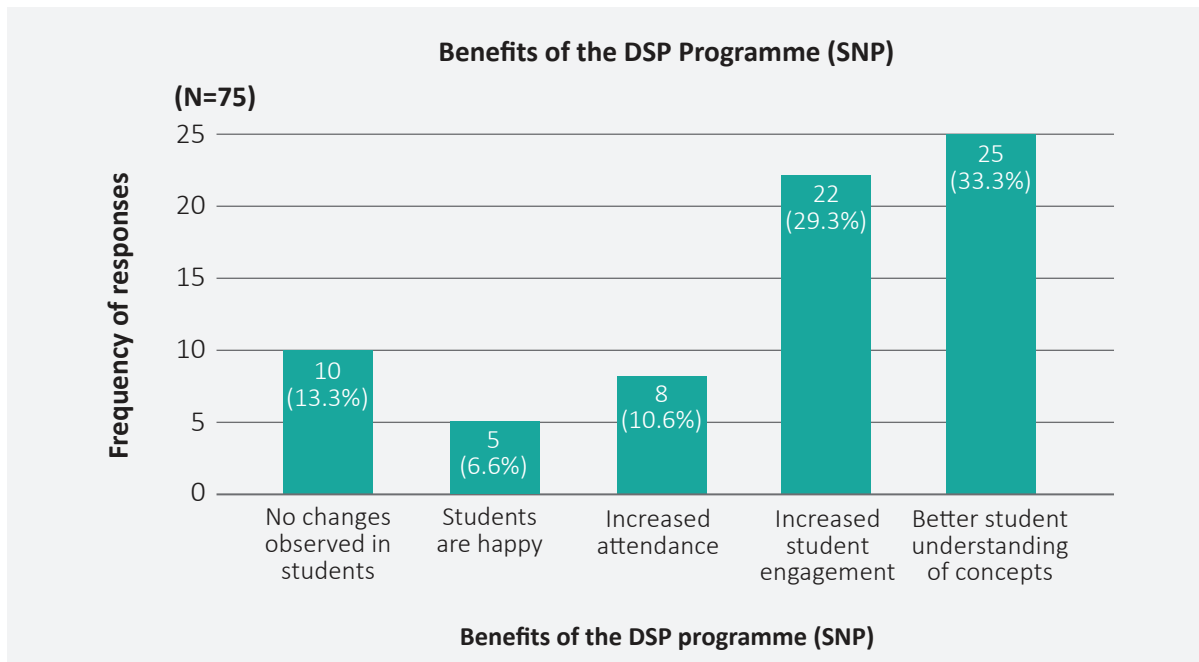 Benefits of the DSP Programme (SNP)
(N=75)
Frequency of responses
25
20
15
10
5
0
10
(13.3%)
5
(6.6%)
8
(10.6%)
22
(29.3%)
25
(33.3%)
No changes
observed in
students
Students
are happy
Increased
attendance
Increased
student
engagement
Better student
understanding
of concepts
Benefits of the DSP programme (SNP)